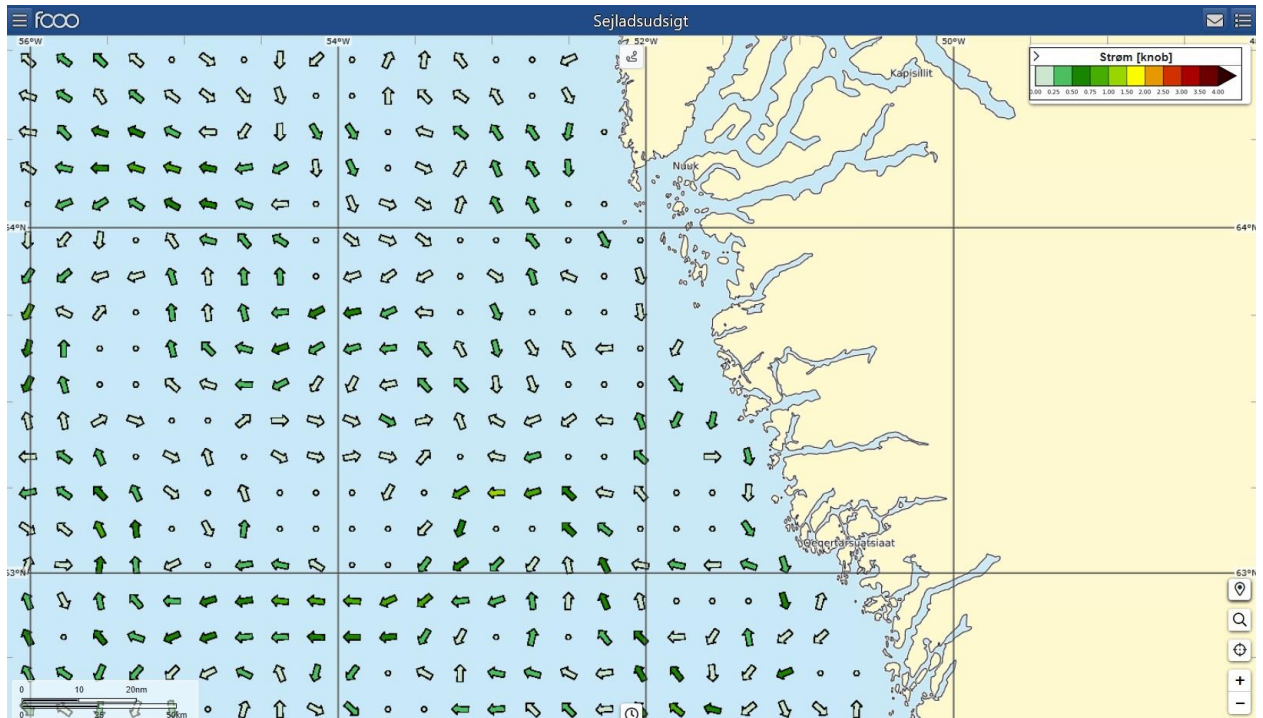 fcoo
Sejladsudsigt
56°W
54°W
52°W
50°W
Strøm [knob]
0.00 0.25 0.50 0.75 1.00 1.50 2.00 2.50 3.00 3.50 4.00
Kapisillit
Nuuk
64°N
64°N
Qeqertarsuatsiaat
63°N
63°N
0 10 20nm
0 25 50km